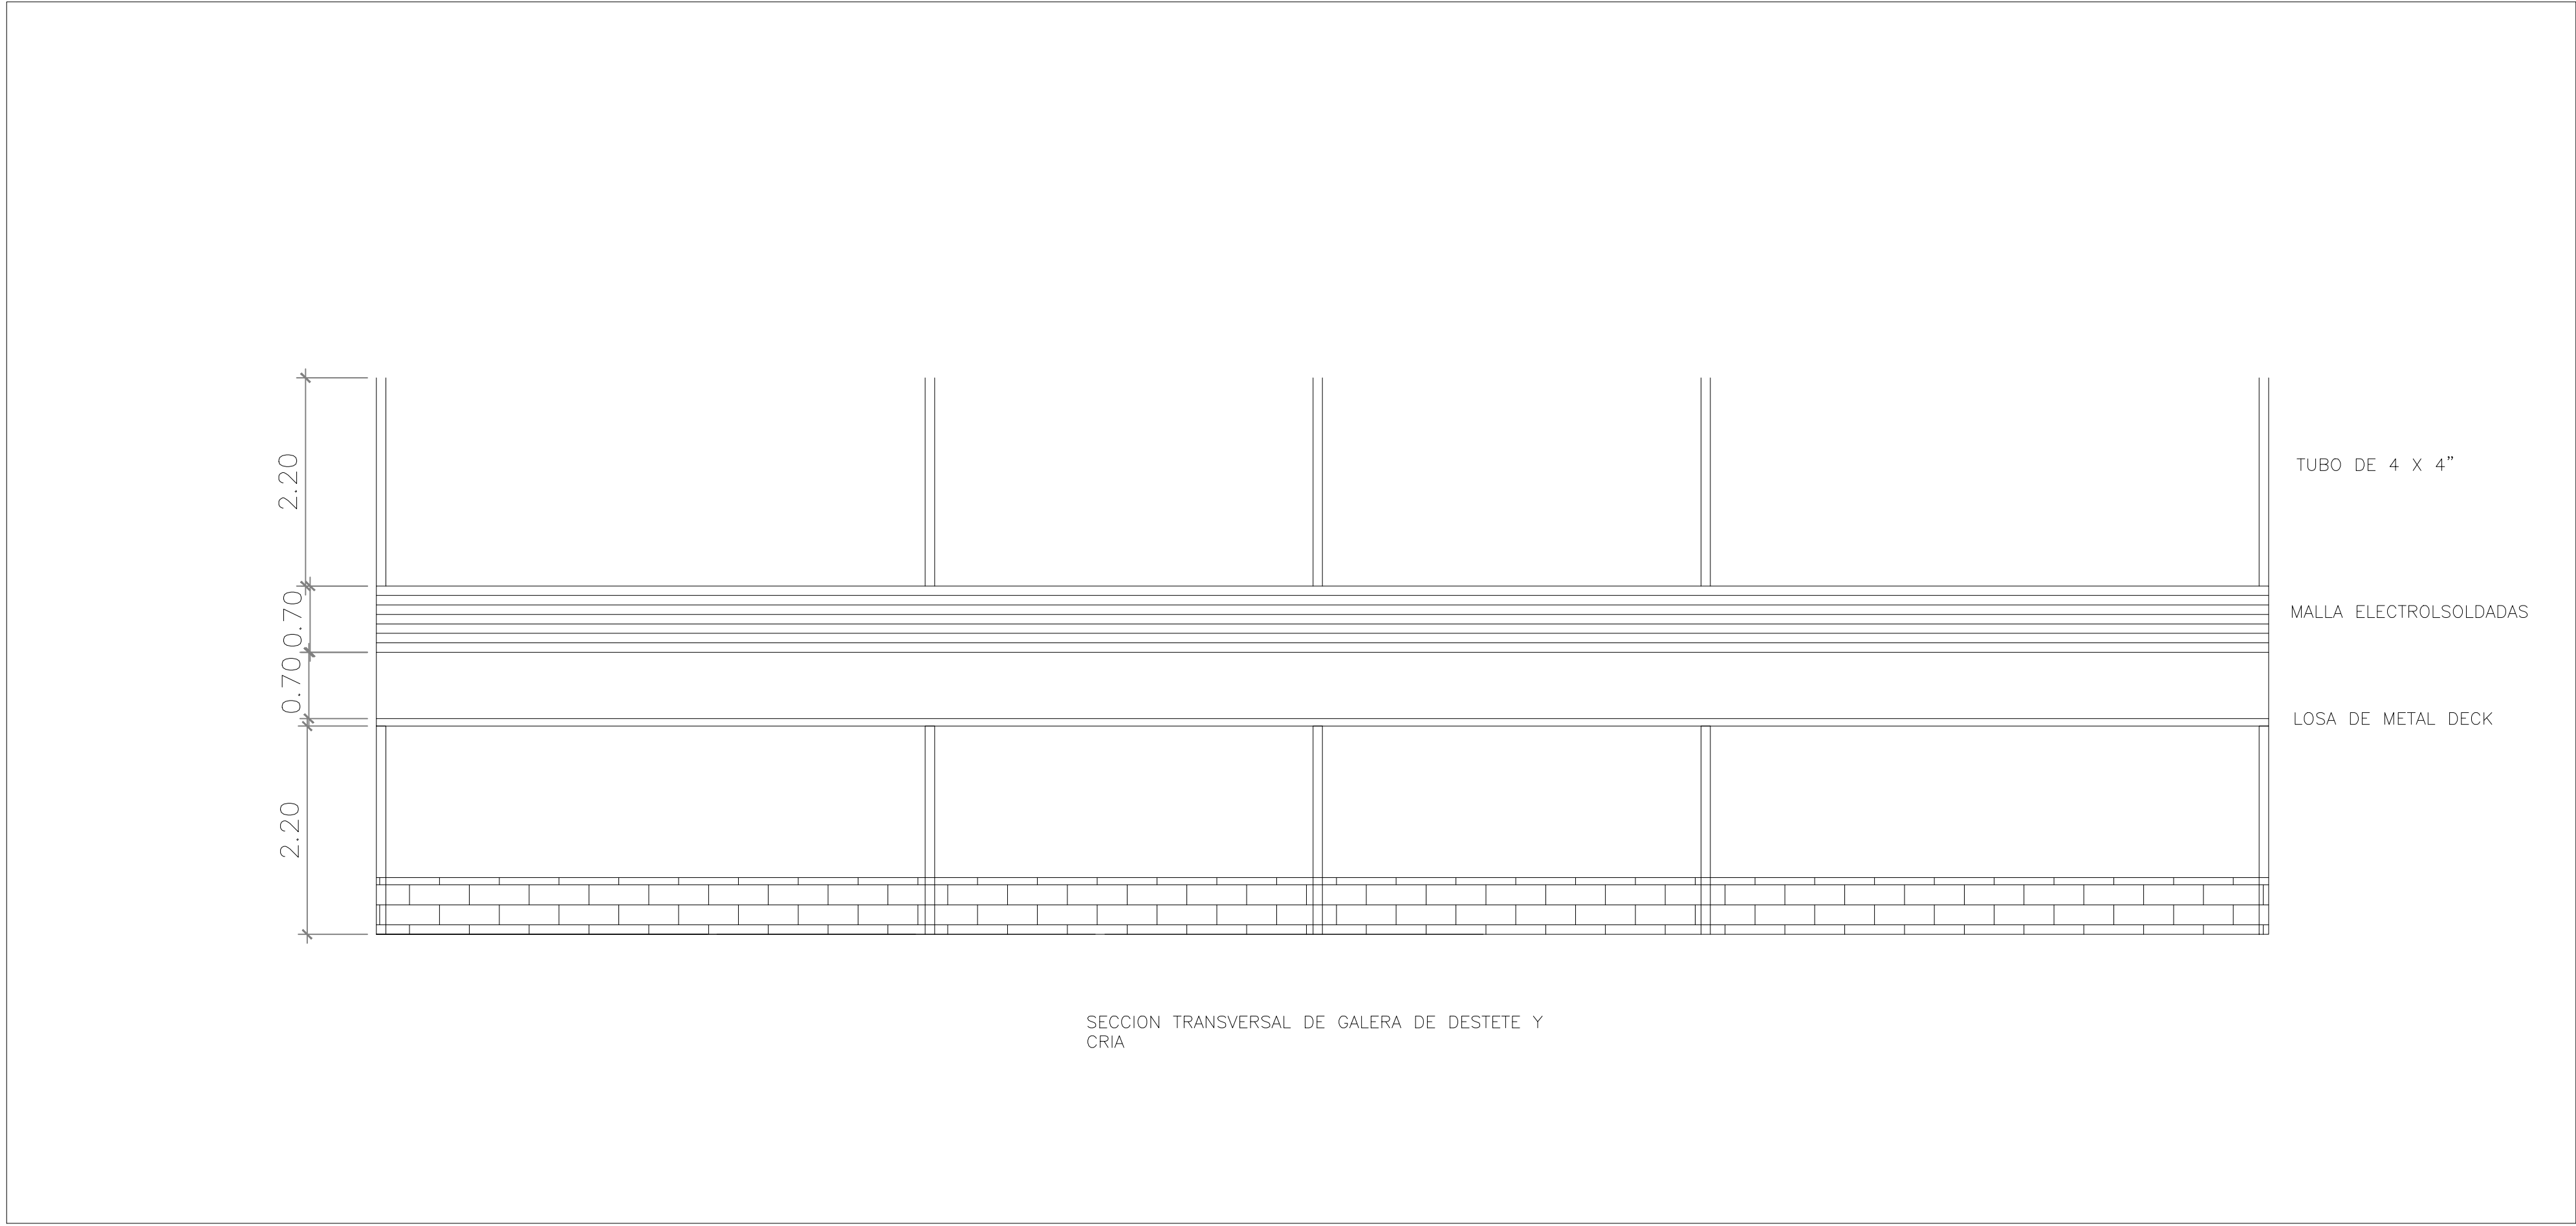 2.20
TUBO DE 4 X 4”
0.70
MALLA ELECTROLSOLDADAS
0.70
LOSA DE METAL DECK
2.20
SECCION TRANSVERSAL DE GALERA DE DESTETE Y
CRIA